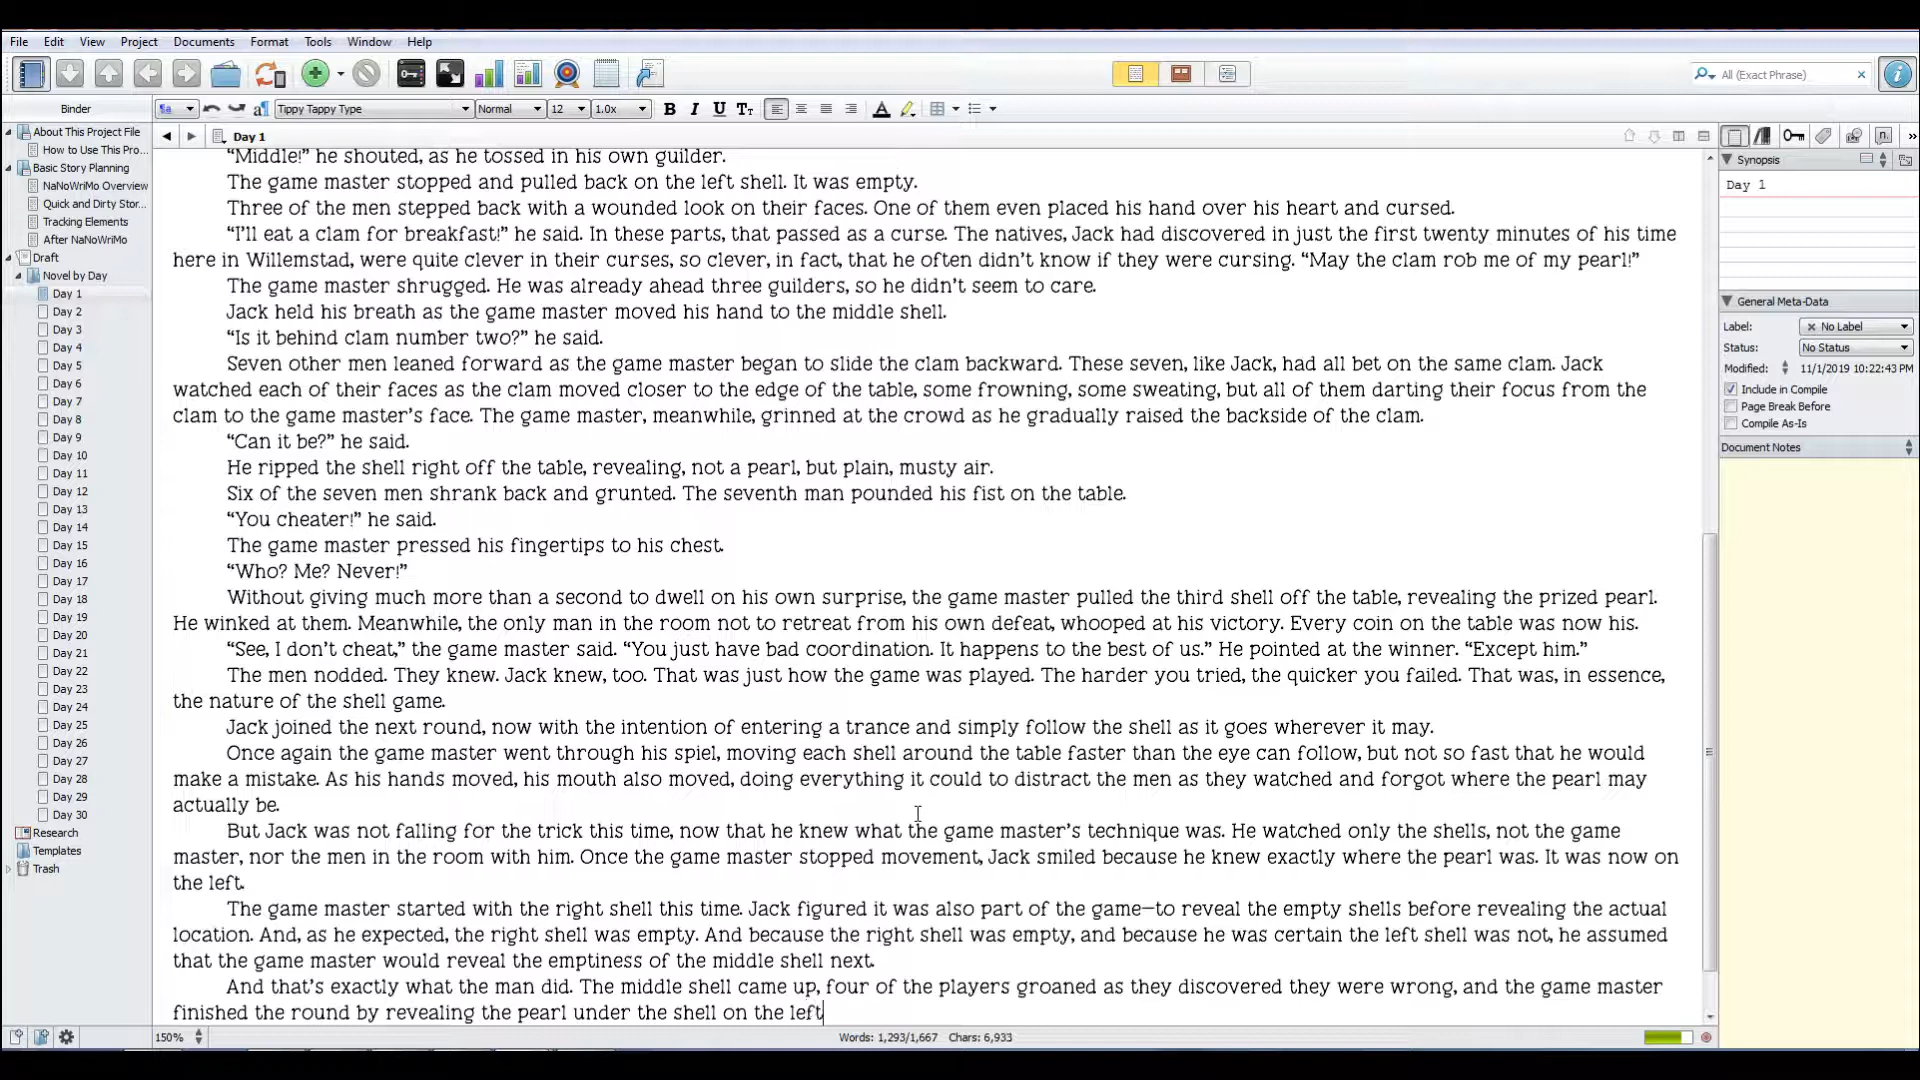 File Edit View Project Documents Format Tools Window Help
All (Exact Phrase)
Binder
Tippy Tappy Type Normal 12 1.0x B I U
About This Project File
How to Use This Pro...
Basic Story Planning
NaNoWriMo Overview
Quick and Dirty Stor...
Tracking Elements
After NaNoWriMo
Draft
Novel by Day
Day 1
Day 2
Day 3
Day 4
Day 5
Day 6
Day 7
Day 8
Day 9
Day 10
Day 11
Day 12
Day 13
Day 14
Day 15
Day 16
Day 17
Day 18
Day 19
Day 20
Day 21
Day 22
Day 23
Day 24
Day 25
Day 26
Day 27
Day 28
Day 29
Day 30
Research
Templates
Trash
Day 1
“Middle!” he shouted, as he tossed in his own guilder.
The game master stopped and pulled back on the left shell. It was empty.
Three of the men stepped back with a wounded look on their faces. One of them even placed his hand over his heart and cursed.
“I’ll eat a clam for breakfast!” he said. In these parts, that passed as a curse. The natives, Jack had discovered in just the first twenty minutes of his time
here in Willemstad, were quite clever in their curses, so clever, in fact, that he often didn’t know if they were cursing. “May the clam rob me of my pearl!”
The game master shrugged. He was already ahead three guilders, so he didn’t seem to care.
Jack held his breath as the game master moved his hand to the middle shell.
“Is it behind clam number two?” he said.
Seven other men leaned forward as the game master began to slide the clam backward. These seven, like Jack, had all bet on the same clam. Jack
watched each of their faces as the clam moved closer to the edge of the table, some frowning, some sweating, but all of them darting their focus from the
clam to the game master’s face. The game master, meanwhile, grinned at the crowd as he gradually raised the backside of the clam.
“Can it be?” he said.
He ripped the shell right off the table, revealing, not a pearl, but plain, musty air.
Six of the seven men shrank back and grunted. The seventh man pounded his fist on the table.
“You cheater!” he said.
The game master pressed his fingertips to his chest.
“Who? Me? Never!”
Without giving much more than a second to dwell on his own surprise, the game master pulled the third shell off the table, revealing the prized pearl.
He winked at them. Meanwhile, the only man in the room not to retreat from his own defeat, whooped at his victory. Every coin on the table was now his.
“See, I don’t cheat,” the game master said. “You just have bad coordination. It happens to the best of us.” He pointed at the winner. “Except him.”
The men nodded. They knew. Jack knew, too. That was just how the game was played. The harder you tried, the quicker you failed. That was, in essence,
the nature of the shell game.
Jack joined the next round, now with the intention of entering a trance and simply follow the shell as it goes wherever it may.
Once again the game master went through his spiel, moving each shell around the table faster than the eye can follow, but not so fast that he would
make a mistake. As his hands moved, his mouth also moved, doing everything it could to distract the men as they watched and forgot where the pearl may
actually be.
But Jack was not falling for the trick this time, now that he knew what the game master’s technique was. He watched only the shells, not the game
master, nor the men in the room with him. Once the game master stopped movement, Jack smiled because he knew exactly where the pearl was. It was now on
the left.
The game master started with the right shell this time. Jack figured it was also part of the game—to reveal the empty shells before revealing the actual
location. And, as he expected, the right shell was empty. And because the right shell was empty, and because he was certain the left shell was not, he assumed
that the game master would reveal the emptiness of the middle shell next.
And that’s exactly what the man did. The middle shell came up, four of the players groaned as they discovered they were wrong, and the game master
finished the round by revealing the pearl under the shell on the left
150% Words: 1,293/1,667 Chars: 6,933
Synopsis
Day 1
General Meta-Data
Label: No Label
Status: No Status
Modified: 11/1/2019 10:22:43 PM
Include in Compile
Page Break Before
Compile As-Is
Document Notes